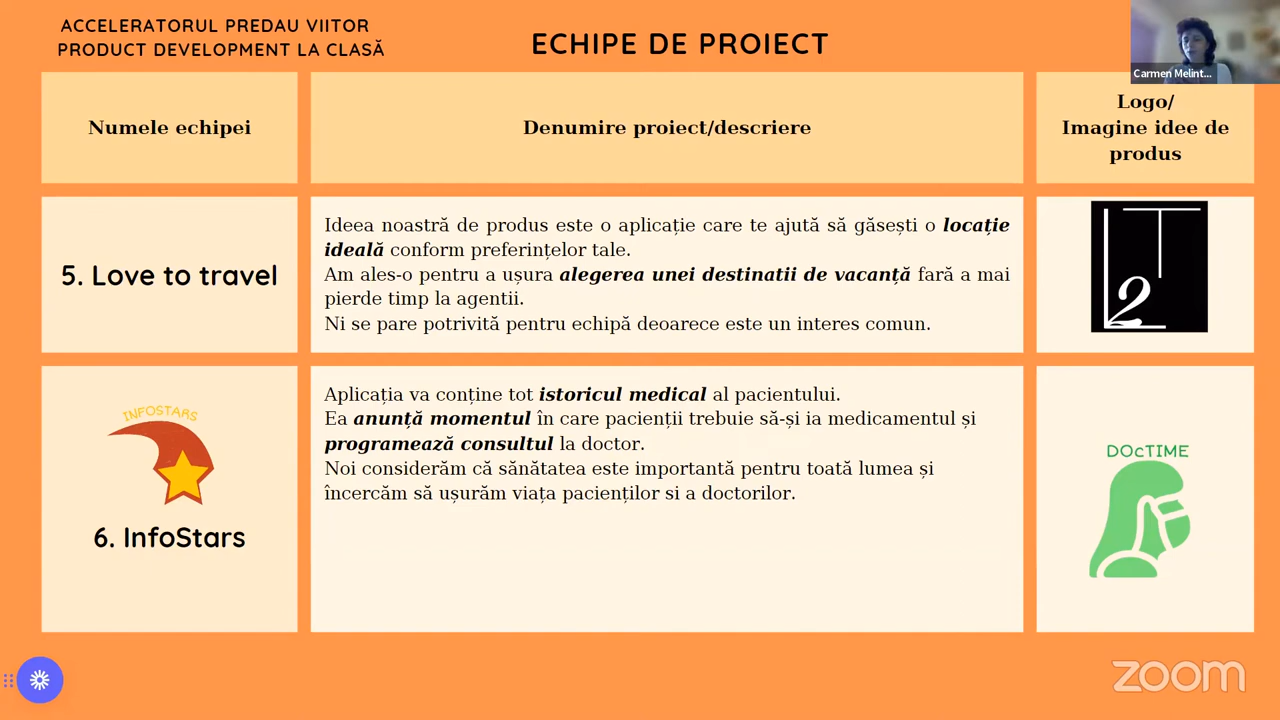 ACCELERATORUL PREDAU VIITOR
PRODUCT DEVELOPMENT LA CLASĂ
ECHIPE DE PROIECT
Carmen Melint...
Numele echipei
Denumire proiect/descriere
Logo/
Imagine idee de
produs
5. Love to travel
Ideea noastră de produs este o aplicație care te ajută să găsești o locație
ideală conform preferințelor tale.
Am ales-o pentru a ușura alegerea unei destinatii de vacanță fară a mai
pierde timp la agentii.
Ni se pare potrivită pentru echipă deoarece este un interes comun.
L2T
INFOSTARS
6. InfoStars
Aplicația va conține tot istoricul medical al pacientului.
Ea anunță momentul în care pacienții trebuie să-și ia medicamentul și
programează consultul la doctor.
Noi considerăm că sănătatea este importantă pentru toată lumea și
încercăm să ușurăm viața pacienților si a doctorilor.
DOcTIME
zoom